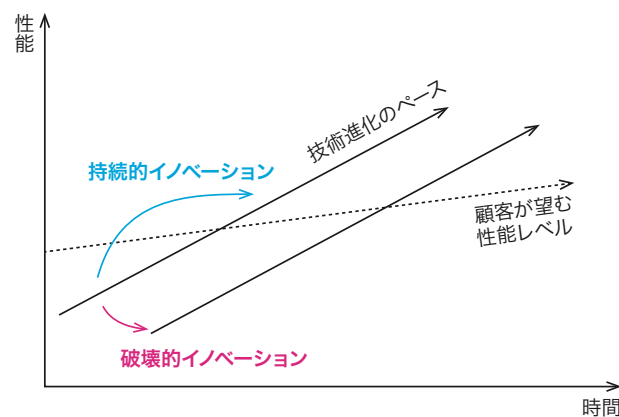 性能
技術進化のペース
持続的イノベーション
顧客が望む
性能レベル
破壊的イノベーション
時間